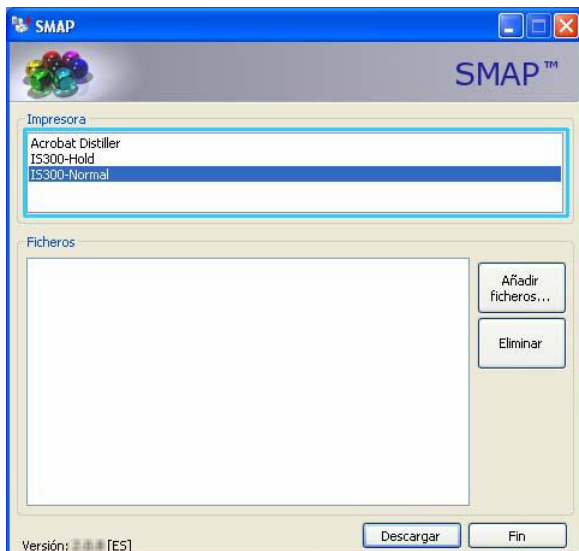 SMAP
SMAP™
Impresora
Acrobat Distiller
IS300-Hold
IS300-Normal
Ficheros
Añadir
ficheros...
Eliminar
Descargar
Fin
Versión: [ES]